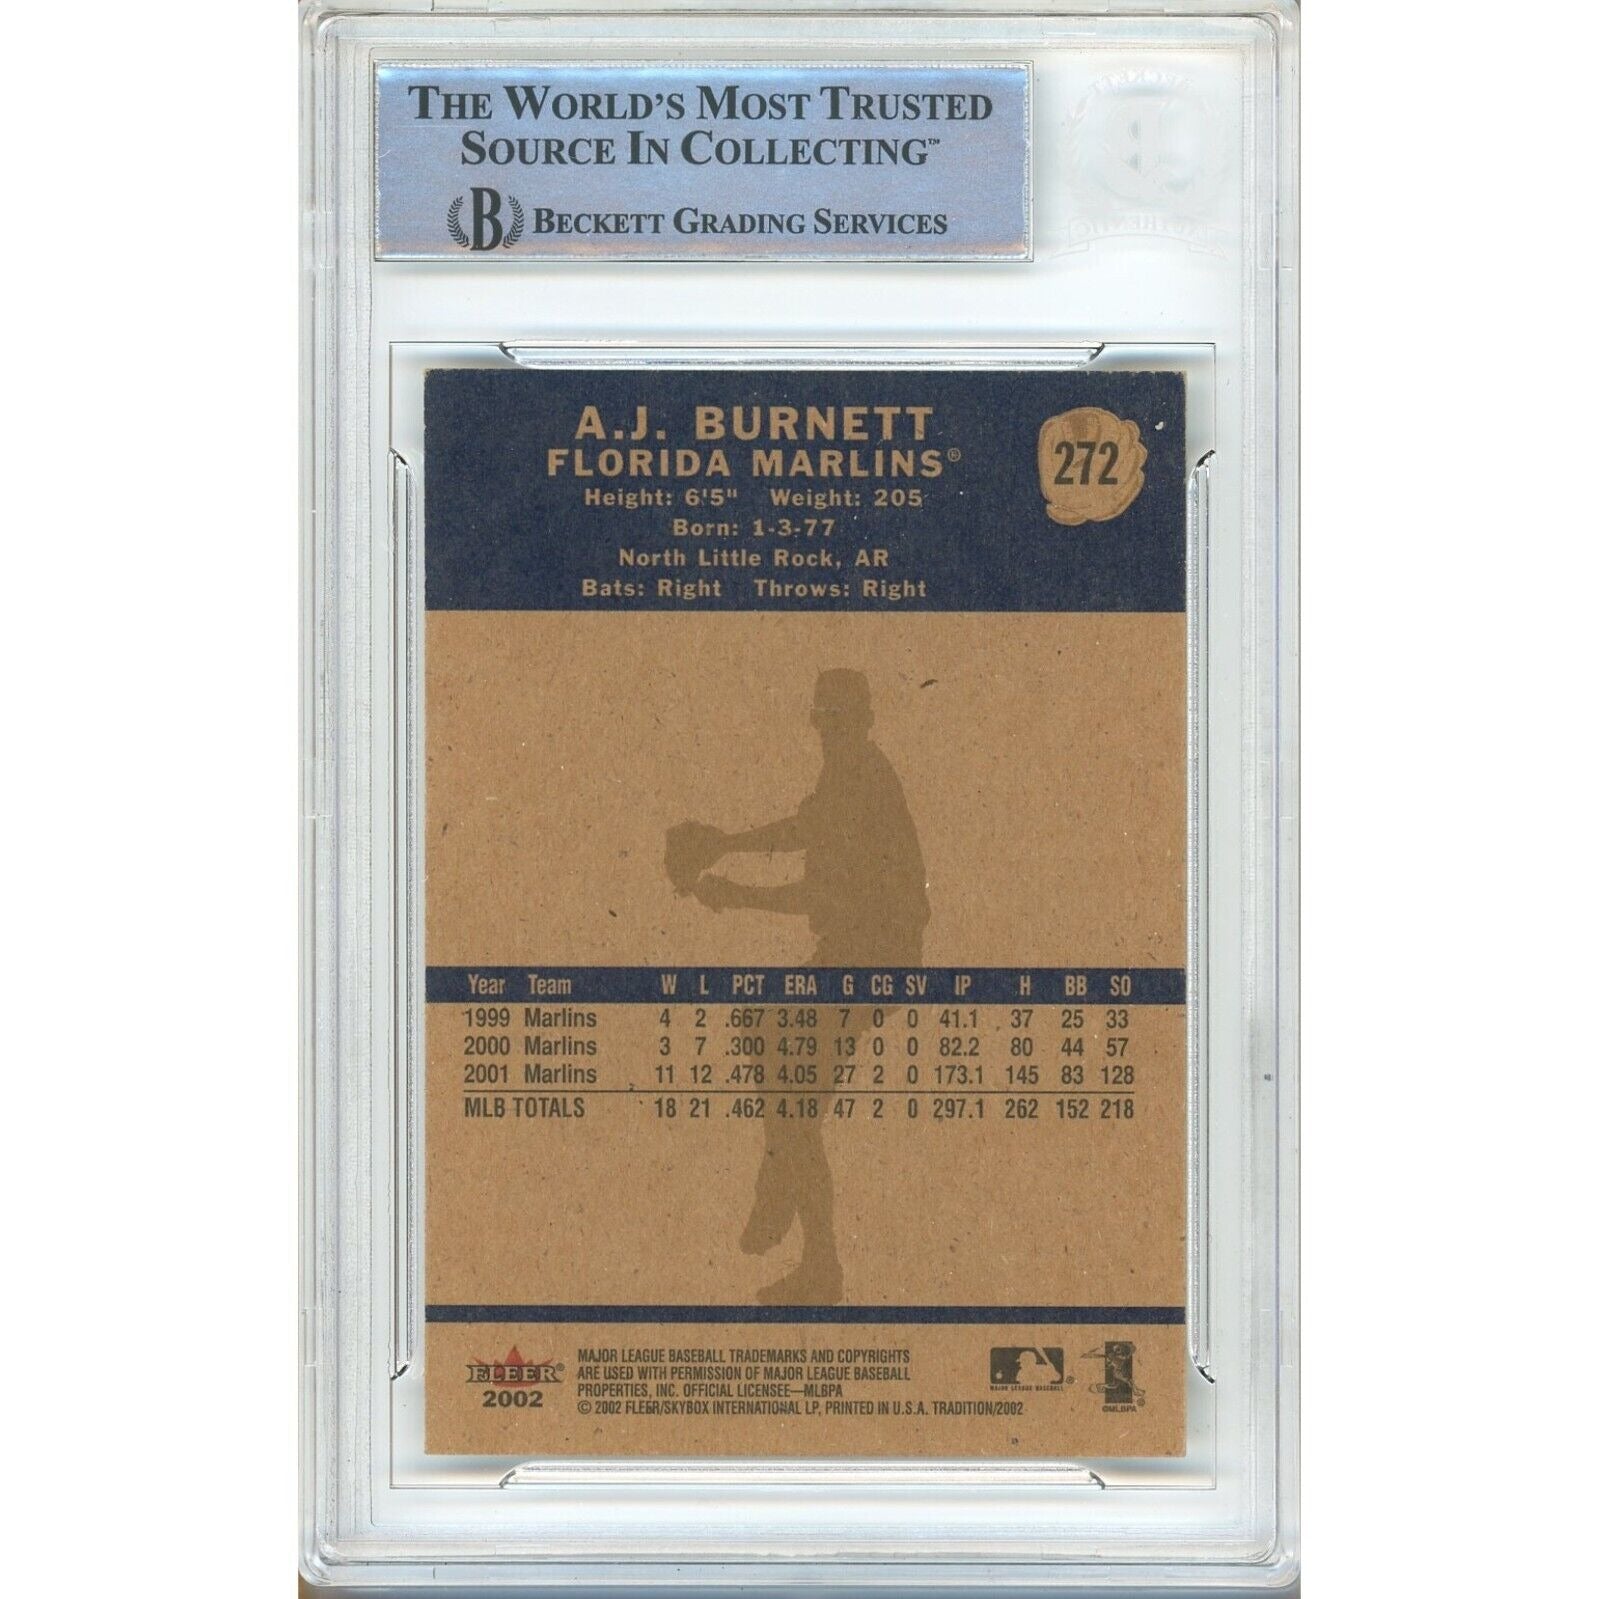 THE WORLD'S MOST TRUSTED
SOURCE IN COLLECTING™
B BECKETT GRADING SERVICES
A.J. BURNETT
272
FLORIDA MARLINS®
Height: 6'5" Weight: 205
Born: 1-3-77
North Little Rock, AR
Bats: Right Throws: Right
Year Team W L PCT ERA G CG SV IP H BB SO
1999 Marlins 4 2 .667 3.48 7 0 0 41.1 37 25 33
2000 Marlins 3 7 .300 4.79 13 0 0 82.2 80 44 57
2001 Marlins 11 12 .478 4.05 27 2 0 173.1 145 83 128
MLB TOTALS 18 21 .462 4.18 47 2 0 297.1 262 152 218
FLEER®
2002
MAJOR LEAGUE BASEBALL TRADEMARKS AND COPYRIGHTS
ARE USED WITH PERMISSION OF MAJOR LEAGUE BASEBALL
PROPERTIES, INC. OFFICIAL LICENSEE—MLBPA
© 2002 FLEER/SKYBOX INTERNATIONAL LP, PRINTED IN U.S.A. TRADITION/2002
MAJOR LEAGUE BASEBALL
©MLBPA